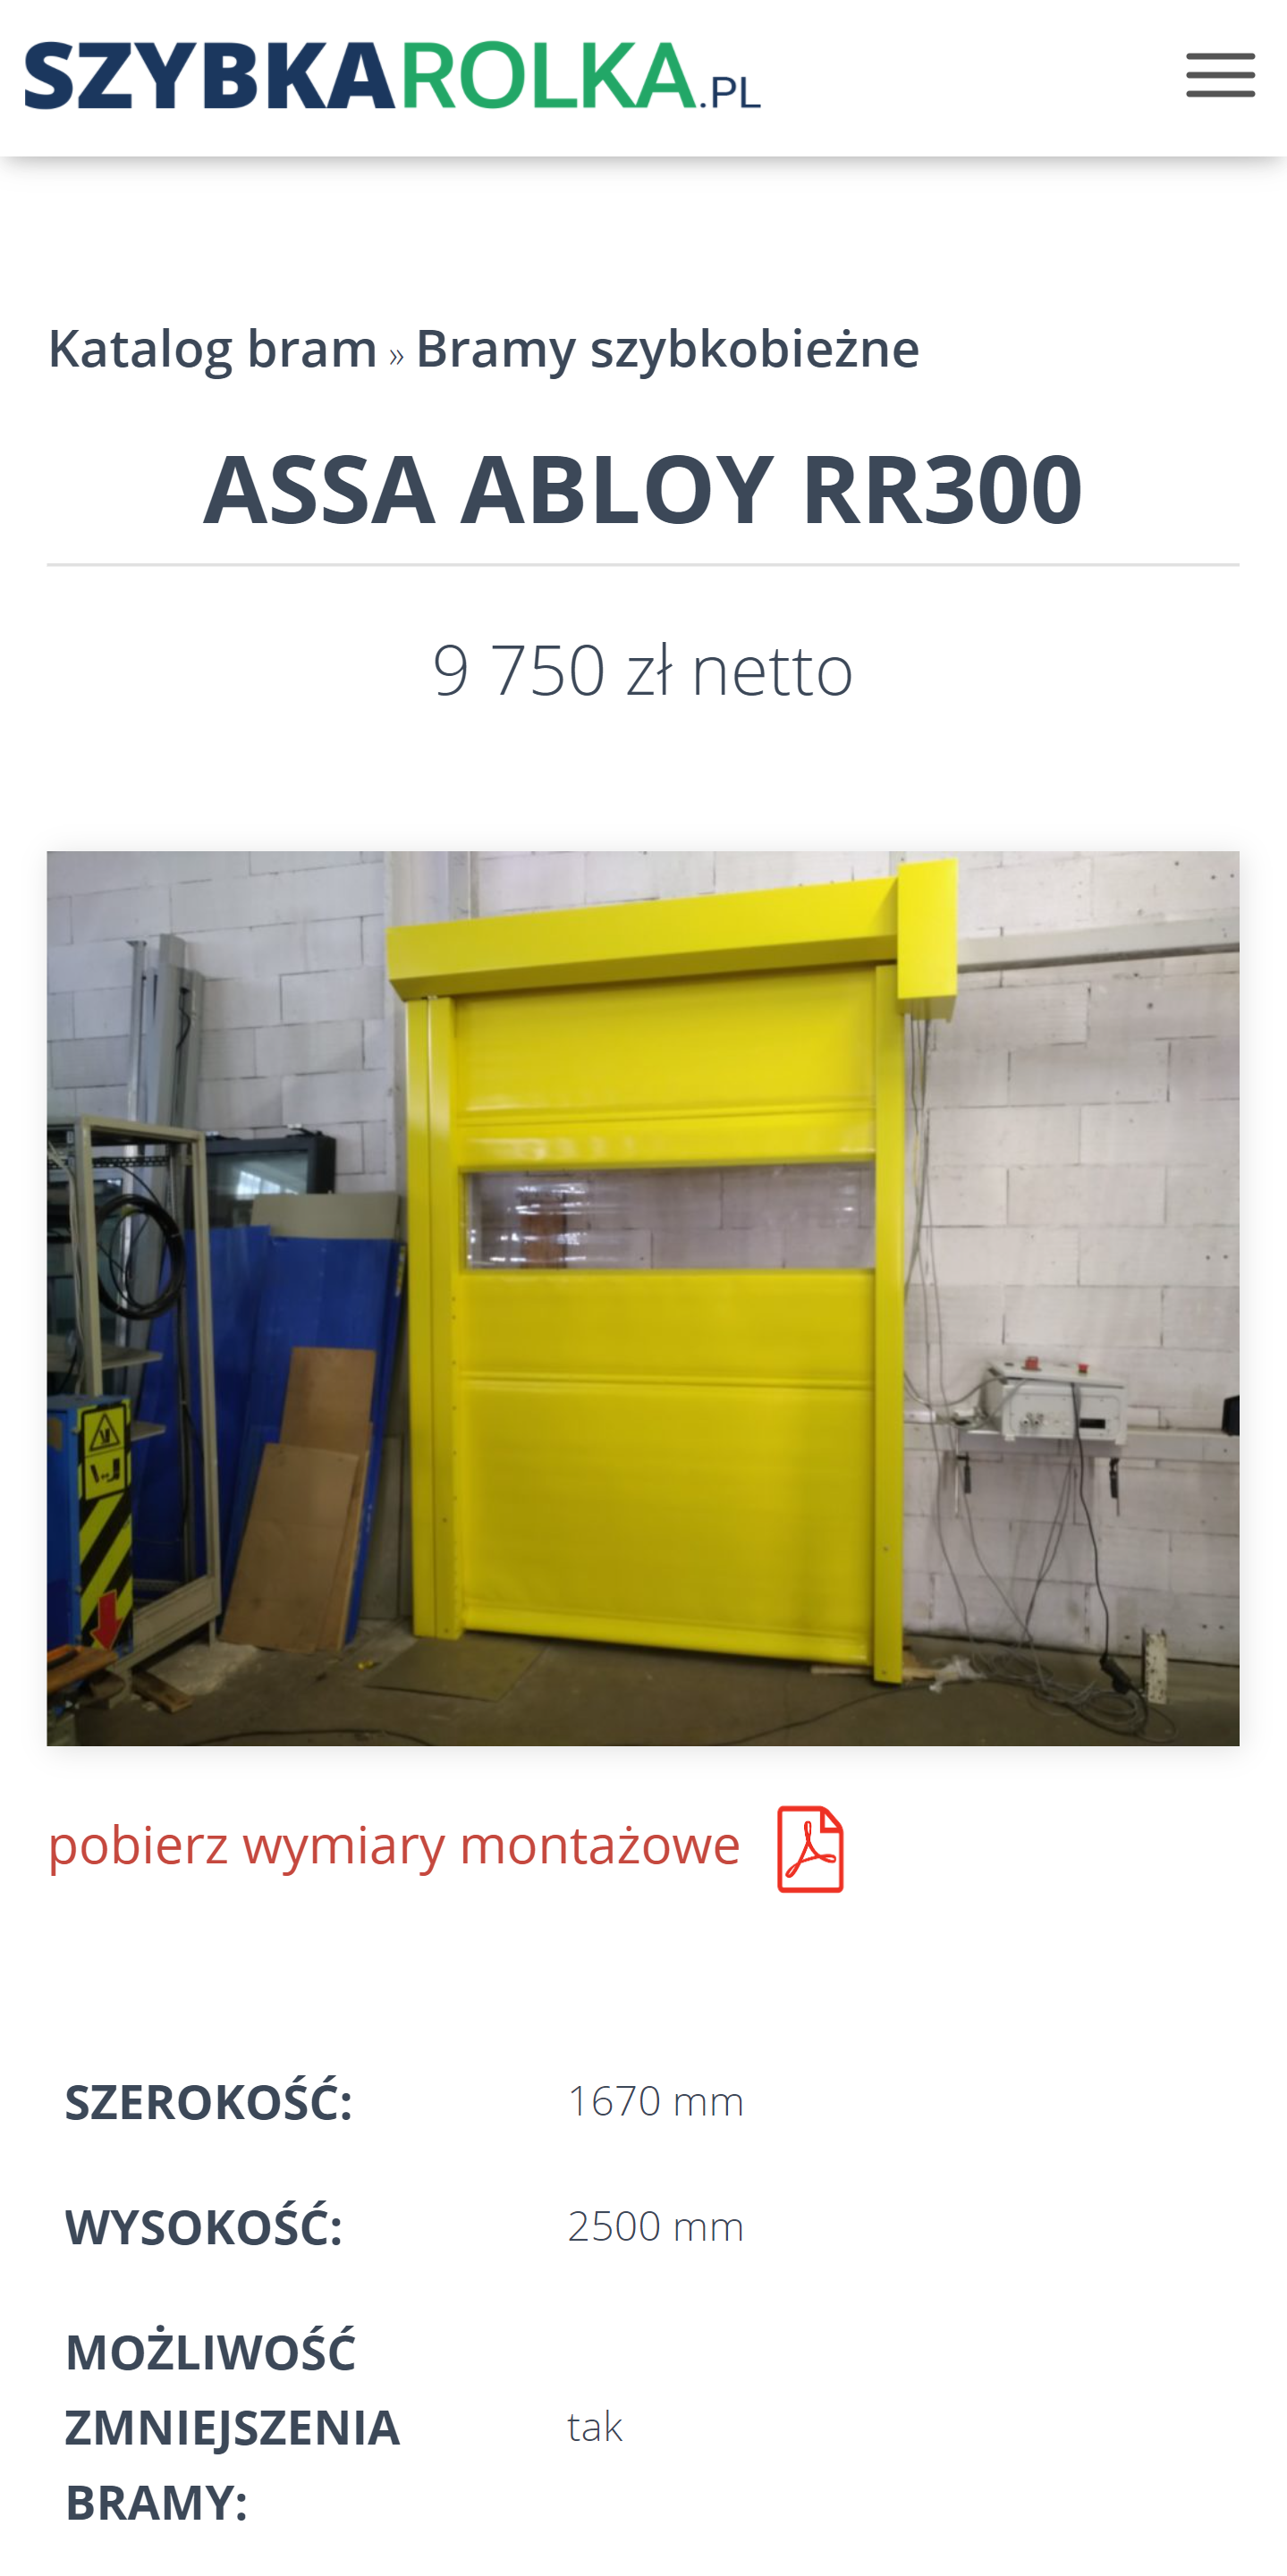 SZYBKAROLKA.PL
Katalog bram » Bramy szybkobieżne
ASSA ABLOY RR300
9 750 zł netto
pobierz wymiary montażowe
SZEROKOŚĆ: 1670 mm
WYSOKOŚĆ: 2500 mm
MOŻLIWOŚĆ
ZMNIEJSZENIA tak
BRAMY: